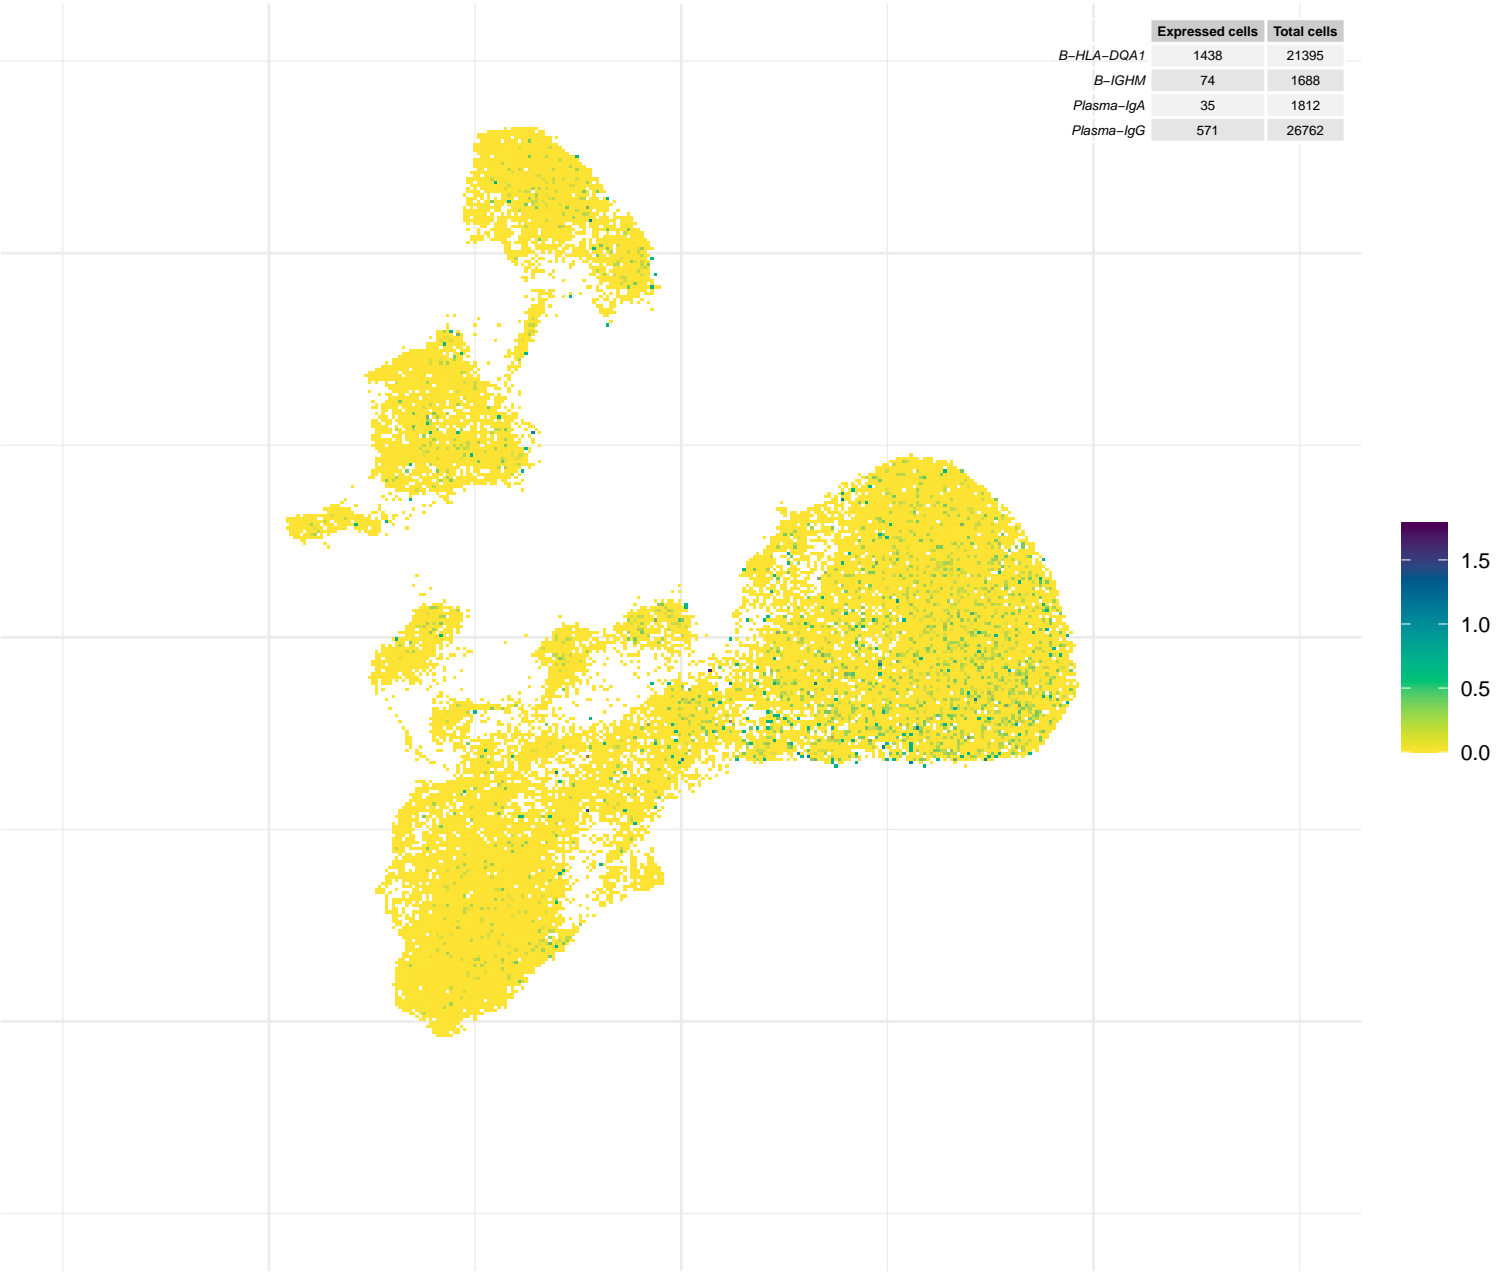 Expressed cells Total cells
B−HLA−DQA1 1438 21395
B−IGHM 74 1688
Plasma−IgA 35 1812
Plasma−IgG 571 26762
1.5
1.0
0.5
0.0